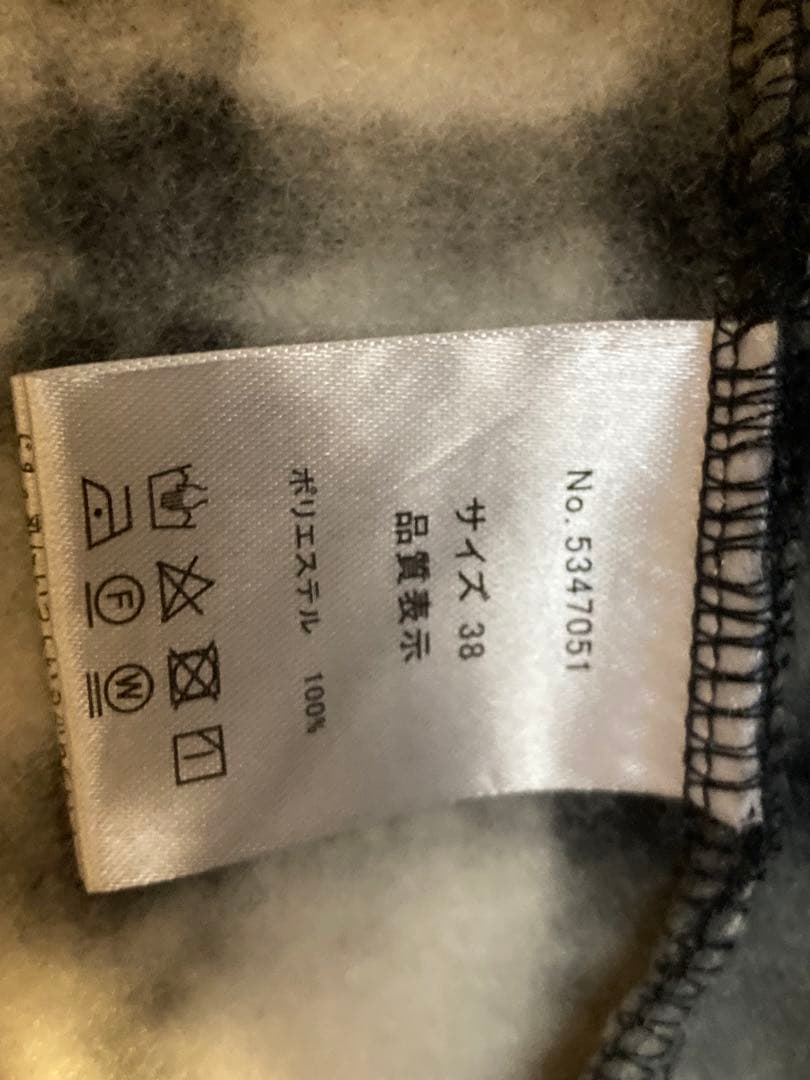 No. 5347051
サイズ 38
品質表示
ポリエステル 100%
F
W